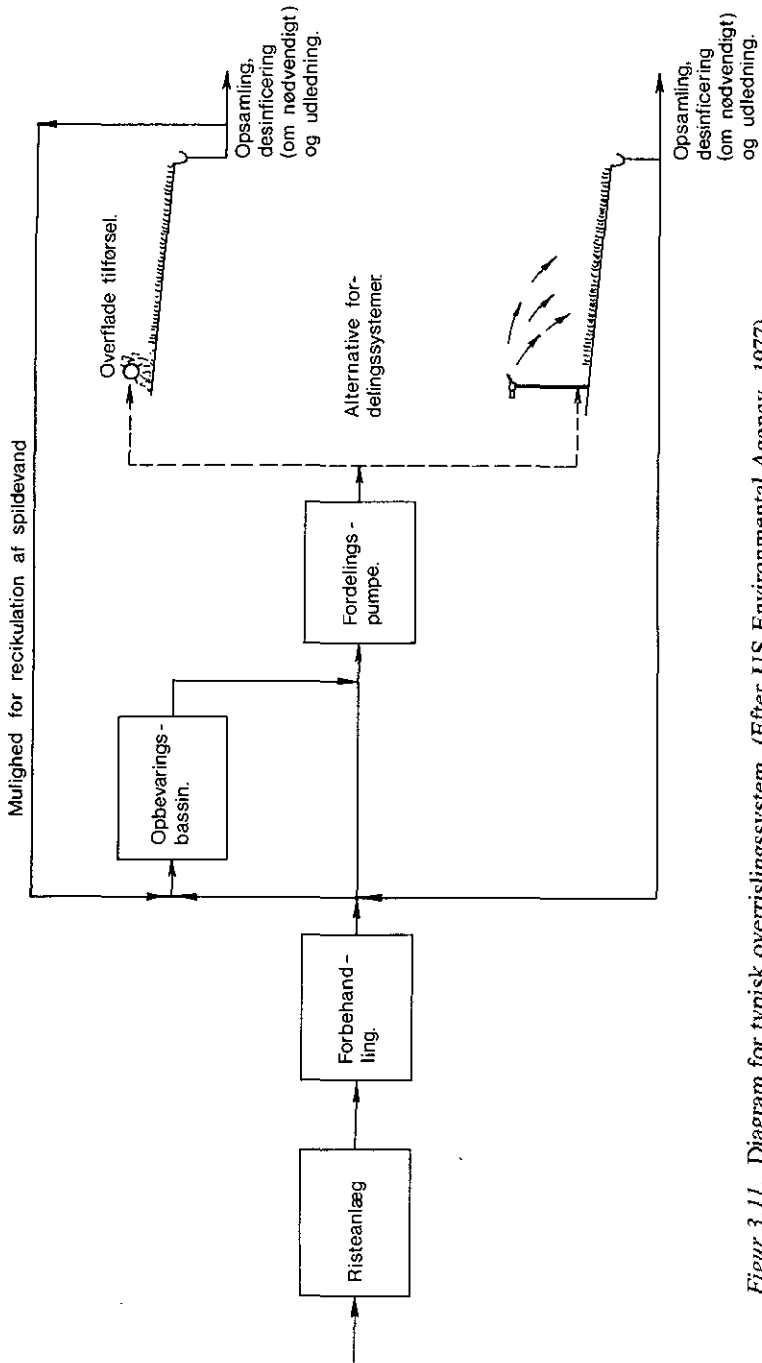 Mulighed for recikulation af spildevand
Risteanlæg
Forbehand-
ling.
Opbevarings-
bassin.
Fordelings-
pumpe.
Overflade tilførsel.
Alternative for-
delingssystemer.
Opsamling,
desinficering
(om nødvendigt)
og udledning.
Opsamling,
desinficering
(om nødvendigt)
og udledning.
Figur 3.11. Diagram for typisk overrislingssystem. (Efter US Environmental Agency, 1977)